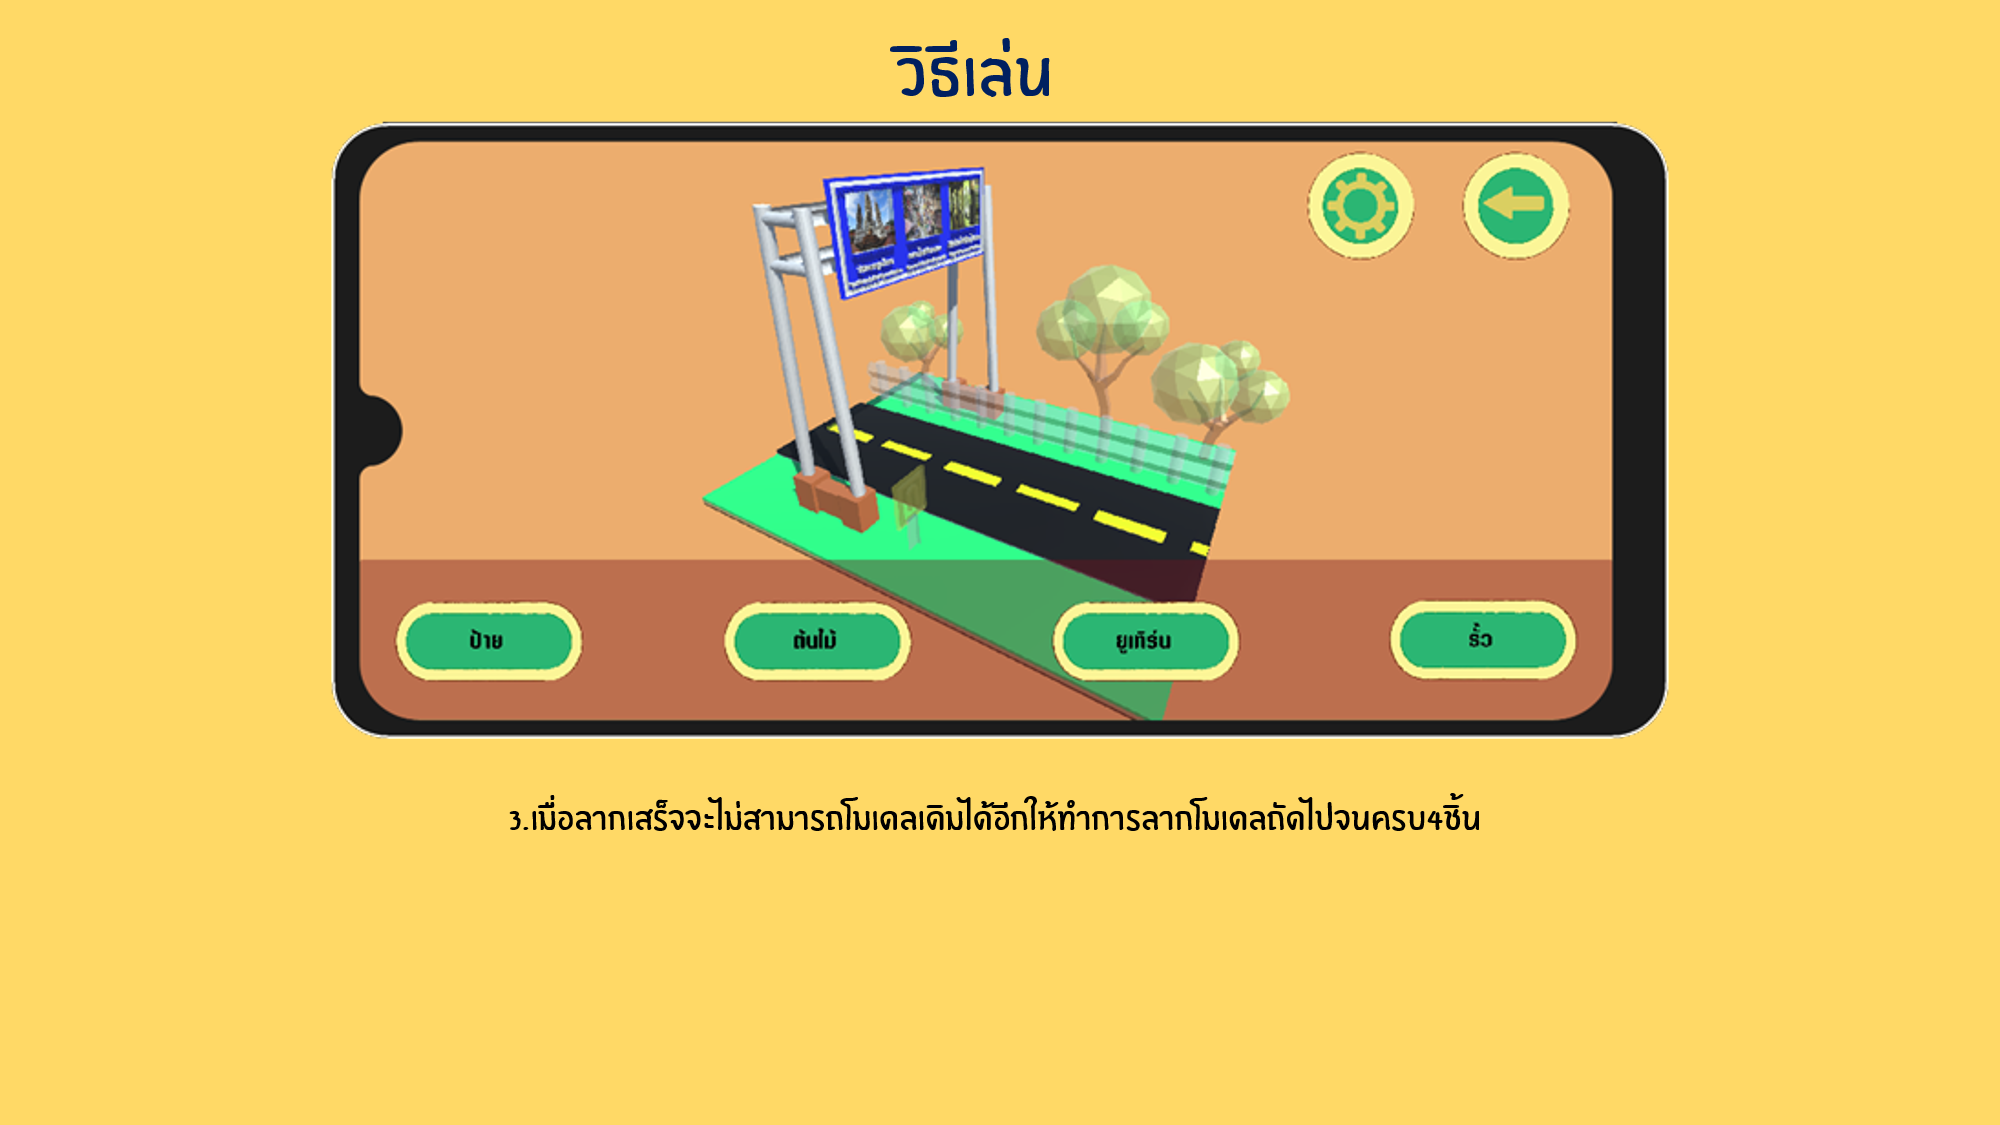 วิธีเล่น
ป้าย
ต้นไม้
ยูเทิร์น
รั้ว
3.เมื่อลากเสร็จจะไม่สามารถโมเดลเดิมได้อีกให้ทำการลากโมเดลถัดไปจนครบ4ชิ้น